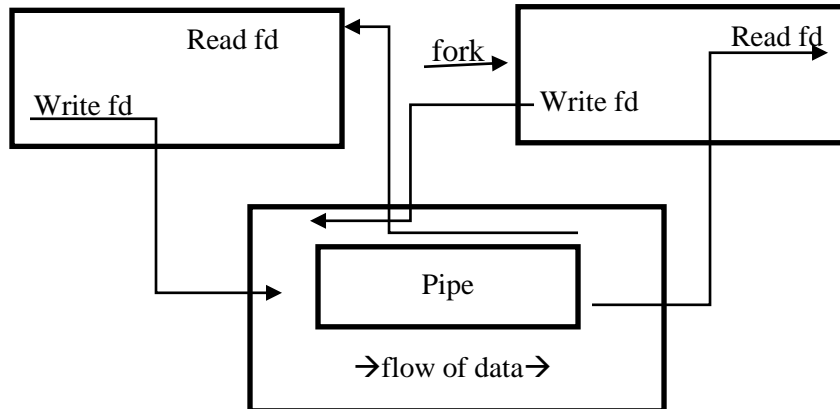 Read fd
Write fd
fork
Read fd
Write fd
Pipe
→flow of data→